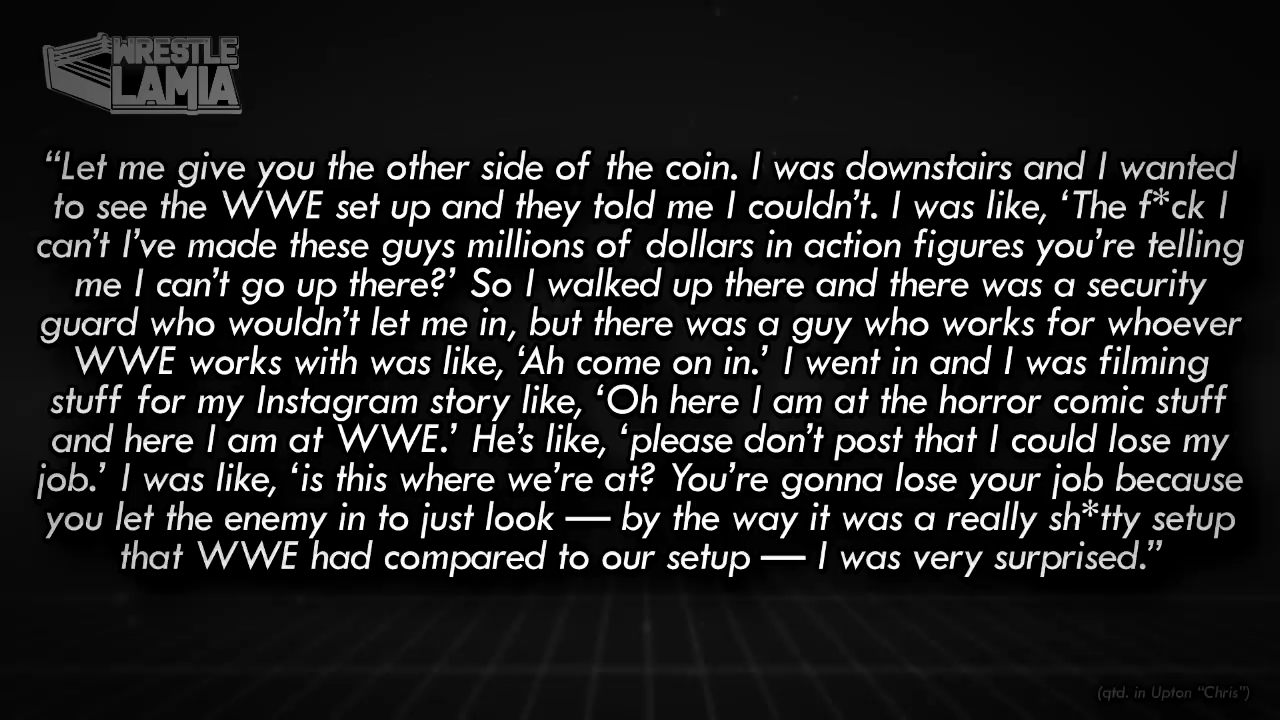 WRESTLE
LAMIA
“Let me give you the other side of the coin. I was downstairs and I wanted
to see the WWE set up and they told me I couldn’t. I was like, ‘The f*ck I
can’t I’ve made these guys millions of dollars in action figures you’re telling
me I can’t go up there?’ So I walked up there and there was a security
guard who wouldn’t let me in, but there was a guy who works for whoever
WWE works with was like, ‘Ah come on in.’ I went in and I was filming
stuff for my Instagram story like, ‘Oh here I am at the horror comic stuff
and here I am at WWE.’ He’s like, ‘please don’t post that I could lose my
job.’ I was like, ‘is this where we’re at? You’re gonna lose your job because
you let the enemy in to just look — by the way it was a really sh*tty setup
that WWE had compared to our setup — I was very surprised.”
(qtd. in Upton “Chris”)